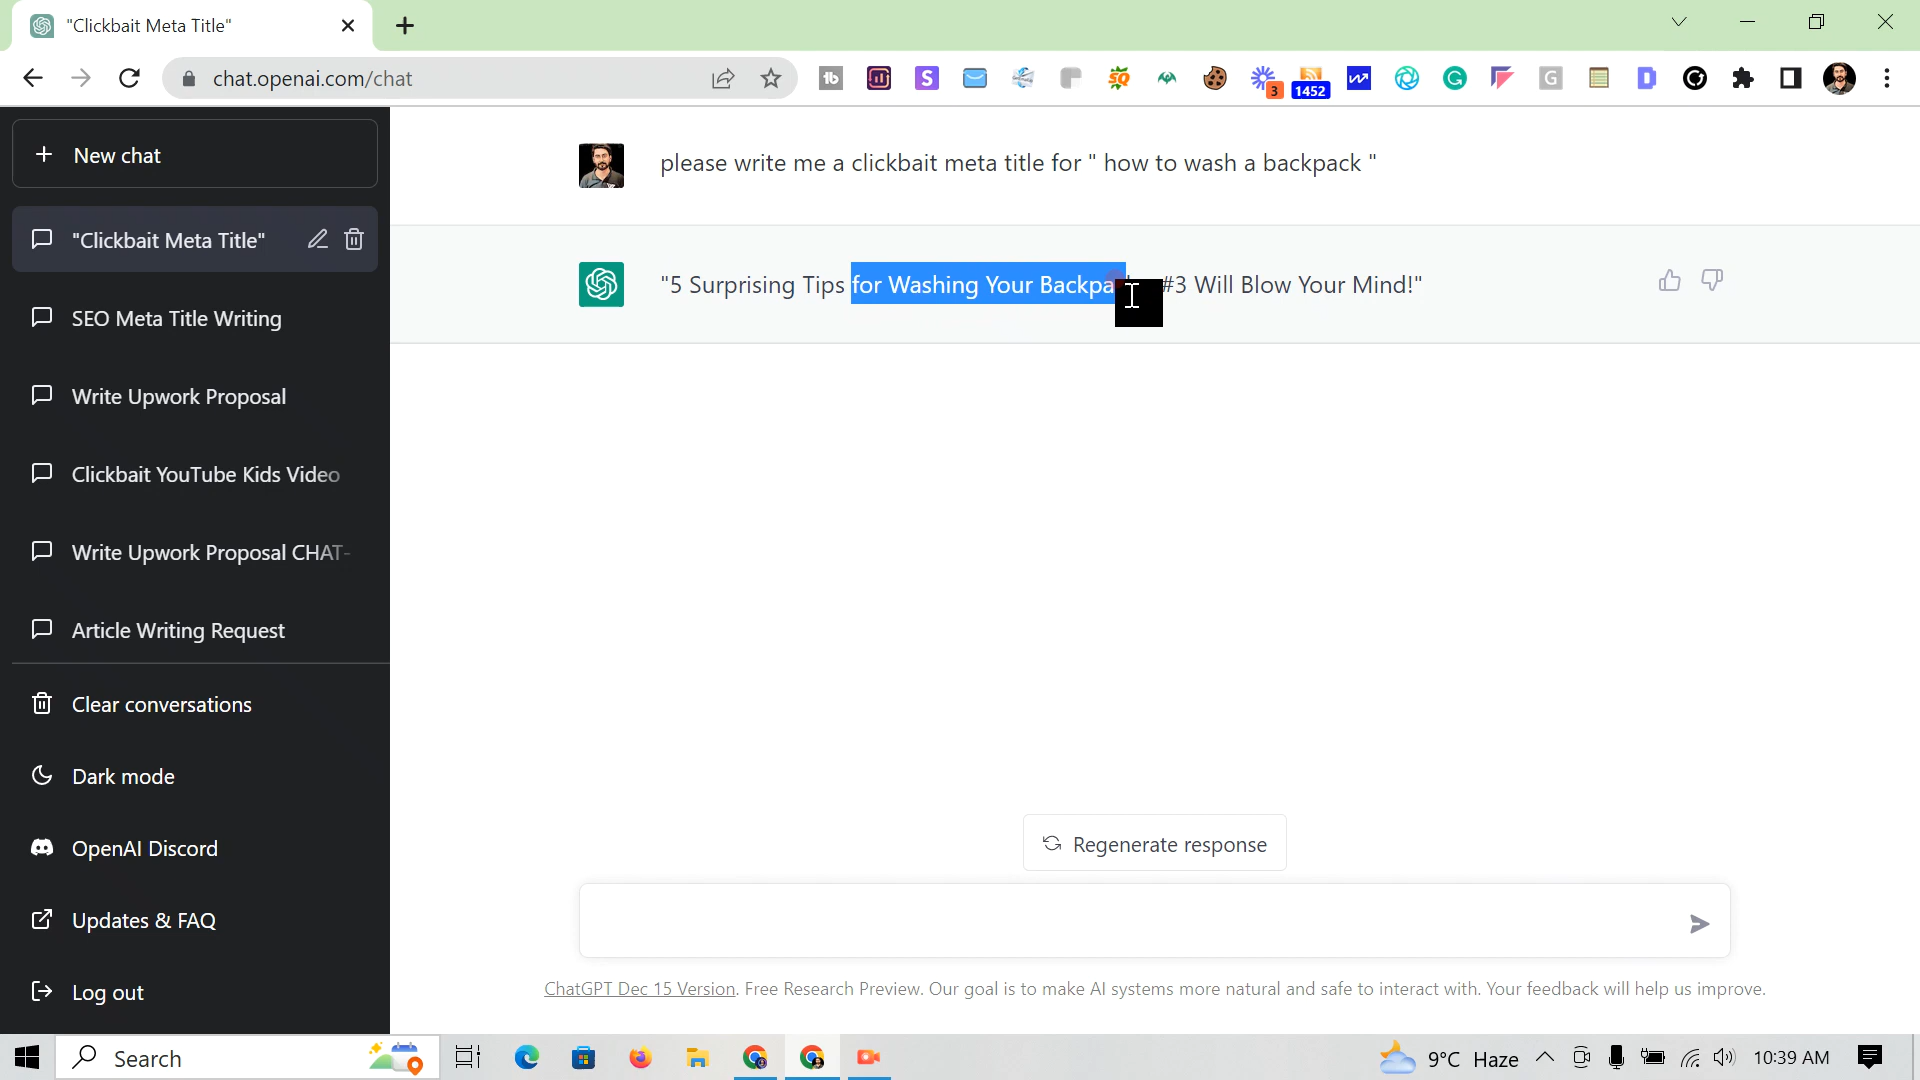 "Clickbait Meta Title"
chat.openai.com/chat
3
1452
New chat
"Clickbait Meta Title"
SEO Meta Title Writing
Write Upwork Proposal
Clickbait YouTube Kids Video
Write Upwork Proposal CHAT-
Article Writing Request
Clear conversations
Dark mode
OpenAI Discord
Updates & FAQ
Log out
please write me a clickbait meta title for " how to wash a backpack "
"5 Surprising Tips for Washing Your #3 Will Blow Your Mind!"
Regenerate response
ChatGPT Dec 15 Version. Free Research Preview. Our goal is to make AI systems more natural and safe to interact with. Your feedback will help us improve.
Search
9°C Haze
10:39 AM